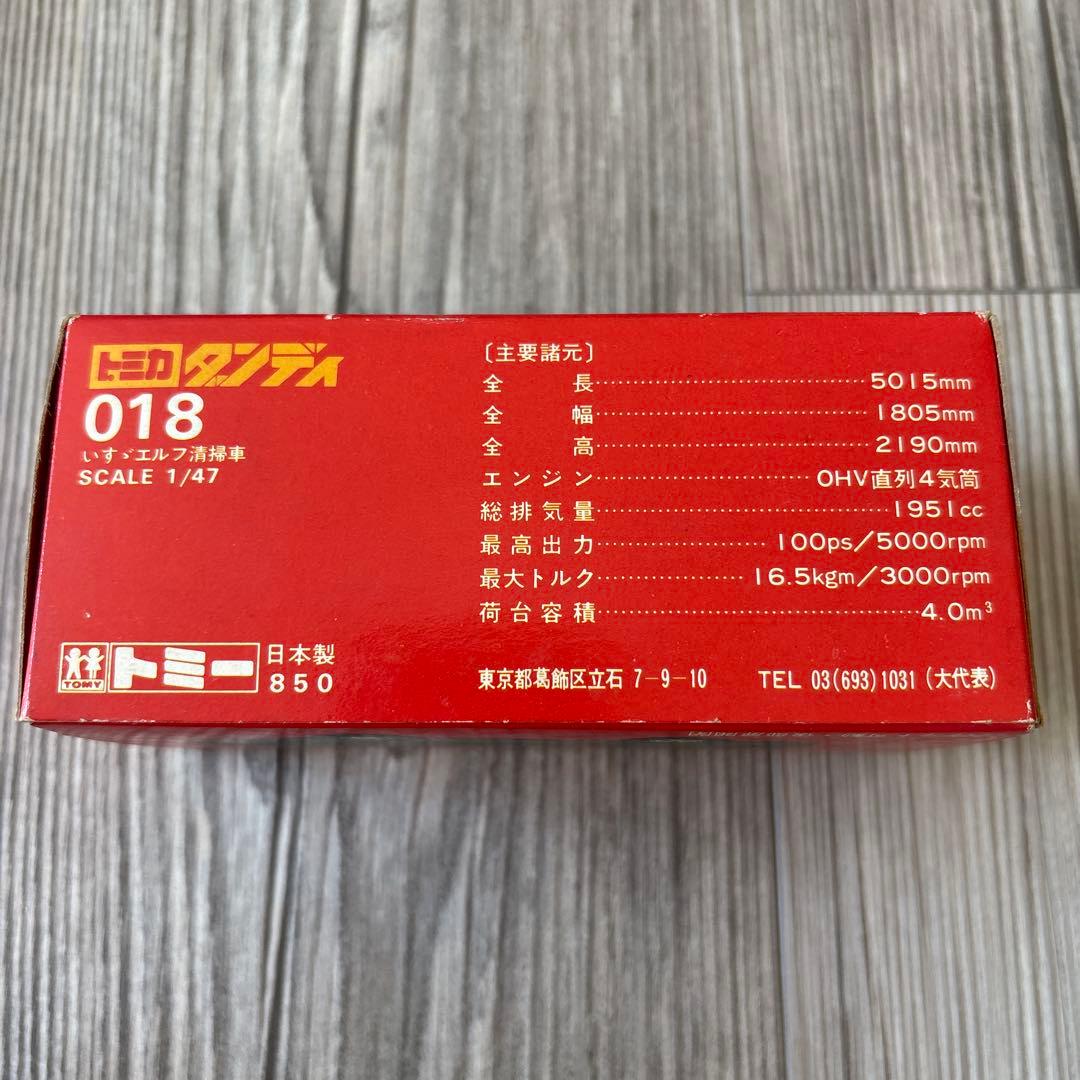 トミカ ダンディ
018
いすゞエルフ清掃車
SCALE 1/47
〔主要諸元〕
全長‥‥‥‥‥‥‥‥5015mm
全幅‥‥‥‥‥‥‥‥1805mm
全高‥‥‥‥‥‥‥‥2190mm
エンジン‥‥‥‥‥‥OHV直列4気筒
総排気量‥‥‥‥‥‥1951cc
最高出力‥‥‥‥‥‥100ps/5000rpm
最大トルク‥‥‥‥‥16.5kgm/3000rpm
荷台容積‥‥‥‥‥‥4.0m³
TOMY トミー 日本製
850
東京都葛飾区立石 7-9-10 TEL 03(693)1031(大代表)